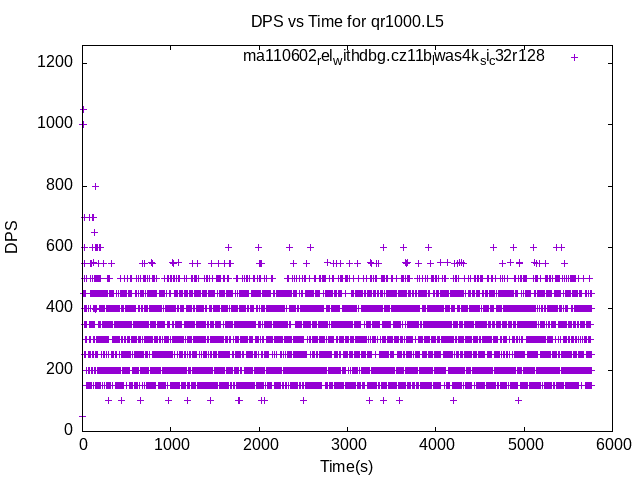 DPS vs Time for qr1000.L5
ma110602_rel_withdbg.cz11b_jwas4k_si_c32r128
1200
1000
800
600
400
200
0
DPS
0 1000 2000 3000 4000 5000 6000
Time(s)